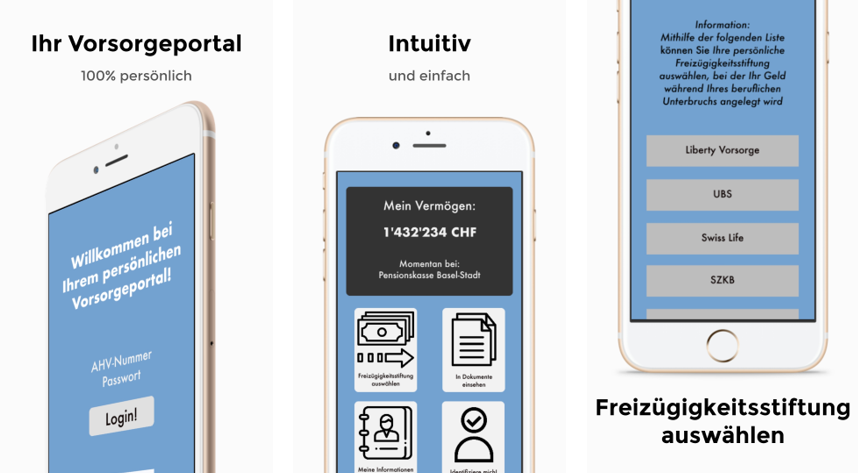 Ihr Vorsorgeportal
100% persönlich
Willkommen bei
Ihrem persönlichen
Vorsorgeportal!
AHV-Nummer
Passwort
Login!
Intuitiv
und einfach
Mein Vermögen:
1'432'234 CHF
Momentan bei:
Pensionskasse Basel-Stadt
Freizügigkeitsstiftung
auswählen
In Dokumente
einsehen
Meine Informationen
Identifiziere mich!
Information:
Mithilfe der folgenden Liste
können Sie Ihre persönliche
Freizügigkeitsstiftung
auswählen, bei der Ihr Geld
während Ihres beruflichen
Unterbruchs angelegt wird
Liberty Vorsorge
UBS
Swiss Life
SZKB
Freizügigkeitsstiftung
auswählen